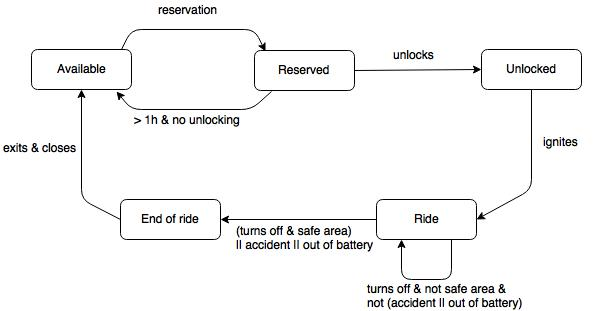 reservation
Available
Reserved
unlocks
Unlocked
> 1h & no unlocking
exits & closes
ignites
End of ride
Ride
(turns off & safe area)
|| accident || out of battery
turns off & not safe area &
not (accident || out of battery)